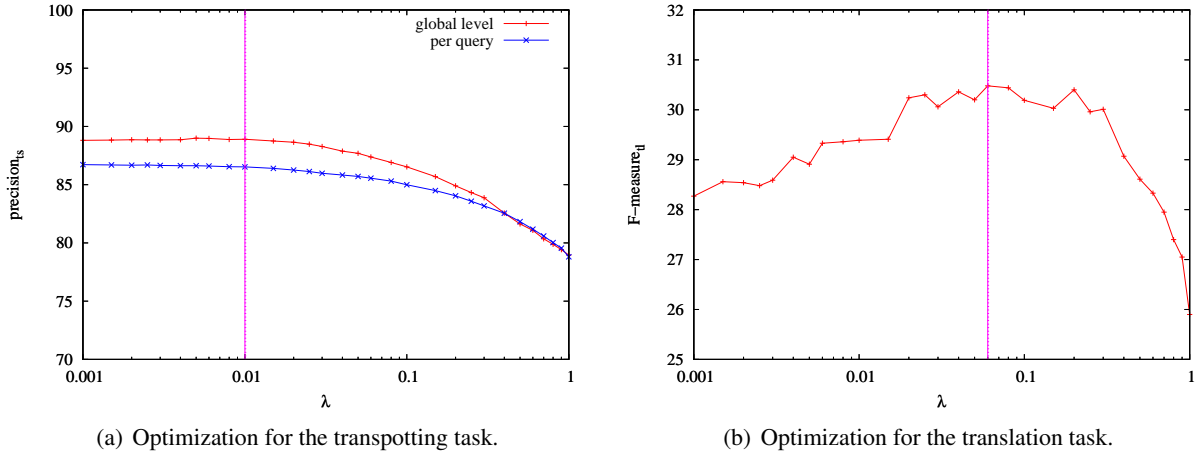 100
95
90
85
80
75
70
0.001
0.01
0.1
1
precision_ts
λ
global level
per query
(a) Optimization for the transpotting task.
32
31
30
29
28
27
26
25
0.001
0.01
0.1
1
F-measure_tl
λ
(b) Optimization for the translation task.